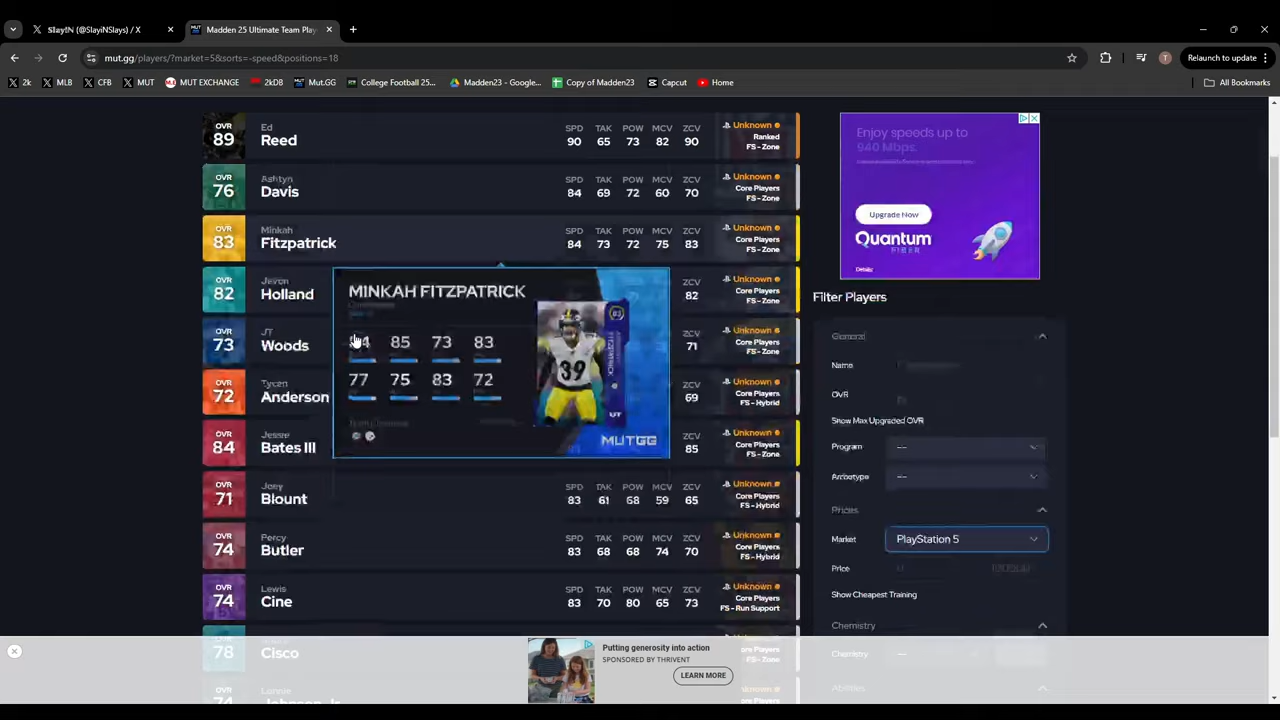 SlayIN (@SlayiNSlays) / X
Madden 25 Ultimate Team Play
mut.gg/players/?market=5&sorts=-speed&positions=18
T
Relaunch to update
2k
MLB
CFB
MUT
MUT EXCHANGE
2kDB
Mut.GG
College Football 25...
Madden23 - Google...
Copy of Madden23
Capcut
Home
All Bookmarks
OVR 89 Ed Reed SPD 90 TAK 65 POW 73 MCV 82 ZCV 90 Unknown Ranked FS - Zone
OVR 76 Ashtyn Davis SPD 84 TAK 69 POW 72 MCV 60 ZCV 70 Unknown Core Players FS - Zone
OVR 83 Minkah Fitzpatrick SPD 84 TAK 73 POW 72 MCV 75 ZCV 83 Unknown Core Players FS - Zone
OVR 82 Jevon Holland ZCV 82 Unknown Core Players FS - Zone
OVR 73 JT Woods ZCV 71 Unknown Core Players FS - Zone
OVR 72 Tycen Anderson ZCV 69 Unknown Core Players FS - Hybrid
OVR 84 Jessie Bates III ZCV 85 Unknown Core Players FS - Zone
OVR 71 Joey Blount SPD 83 TAK 61 POW 68 MCV 59 ZCV 65 Unknown Core Players FS - Hybrid
OVR 74 Percy Butler SPD 83 TAK 68 POW 68 MCV 74 ZCV 70 Unknown Core Players FS - Hybrid
OVR 74 Lewis Cine SPD 83 TAK 70 POW 80 MCV 65 ZCV 73 Unknown Core Players FS - Run Support
78 Cisco
MINKAH FITZPATRICK
85 73 83
77 75 83 72
39
MUTGG
Enjoy speeds up to
940 Mbps.
Upgrade Now
Quantum
FIBER
Details
Filter Players
General
Name
OVR
Show Max Upgraded OVR
Program --
Archetype --
Prices
Market PlayStation 5
Price
Show Cheapest Training
Chemistry
Chemistry --
Abilities
Putting generosity into action
SPONSORED BY THRIVENT
LEARN MORE